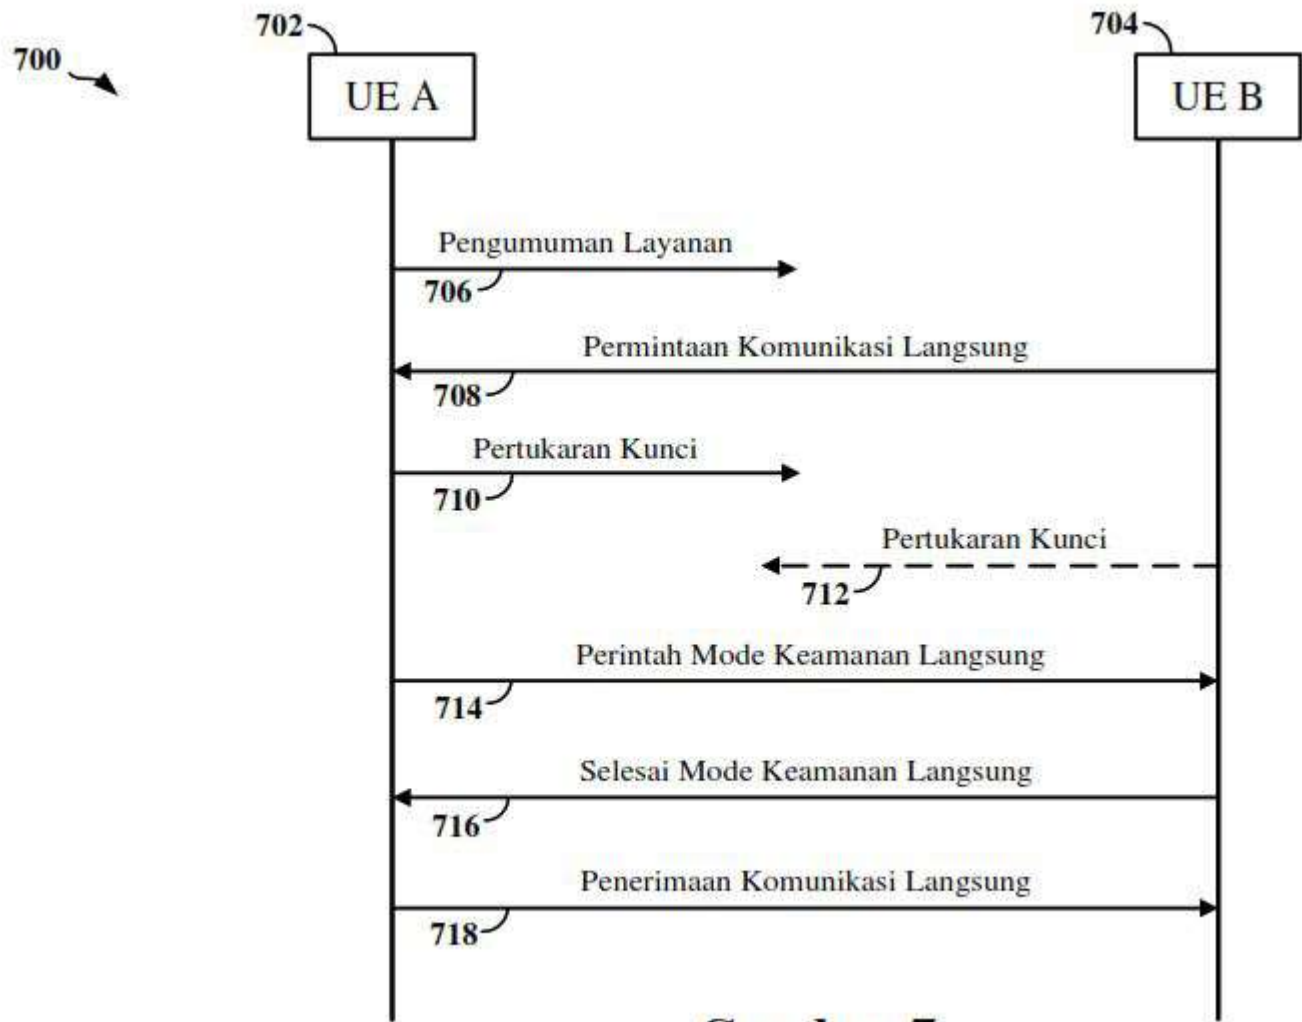 702
704
700
UE A
UE B
Pengumuman Layanan
706
Permintaan Komunikasi Langsung
708
Pertukaran Kunci
710
Pertukaran Kunci
712
Perintah Mode Keamanan Langsung
714
Selesai Mode Keamanan Langsung
716
Penerimaan Komunikasi Langsung
718